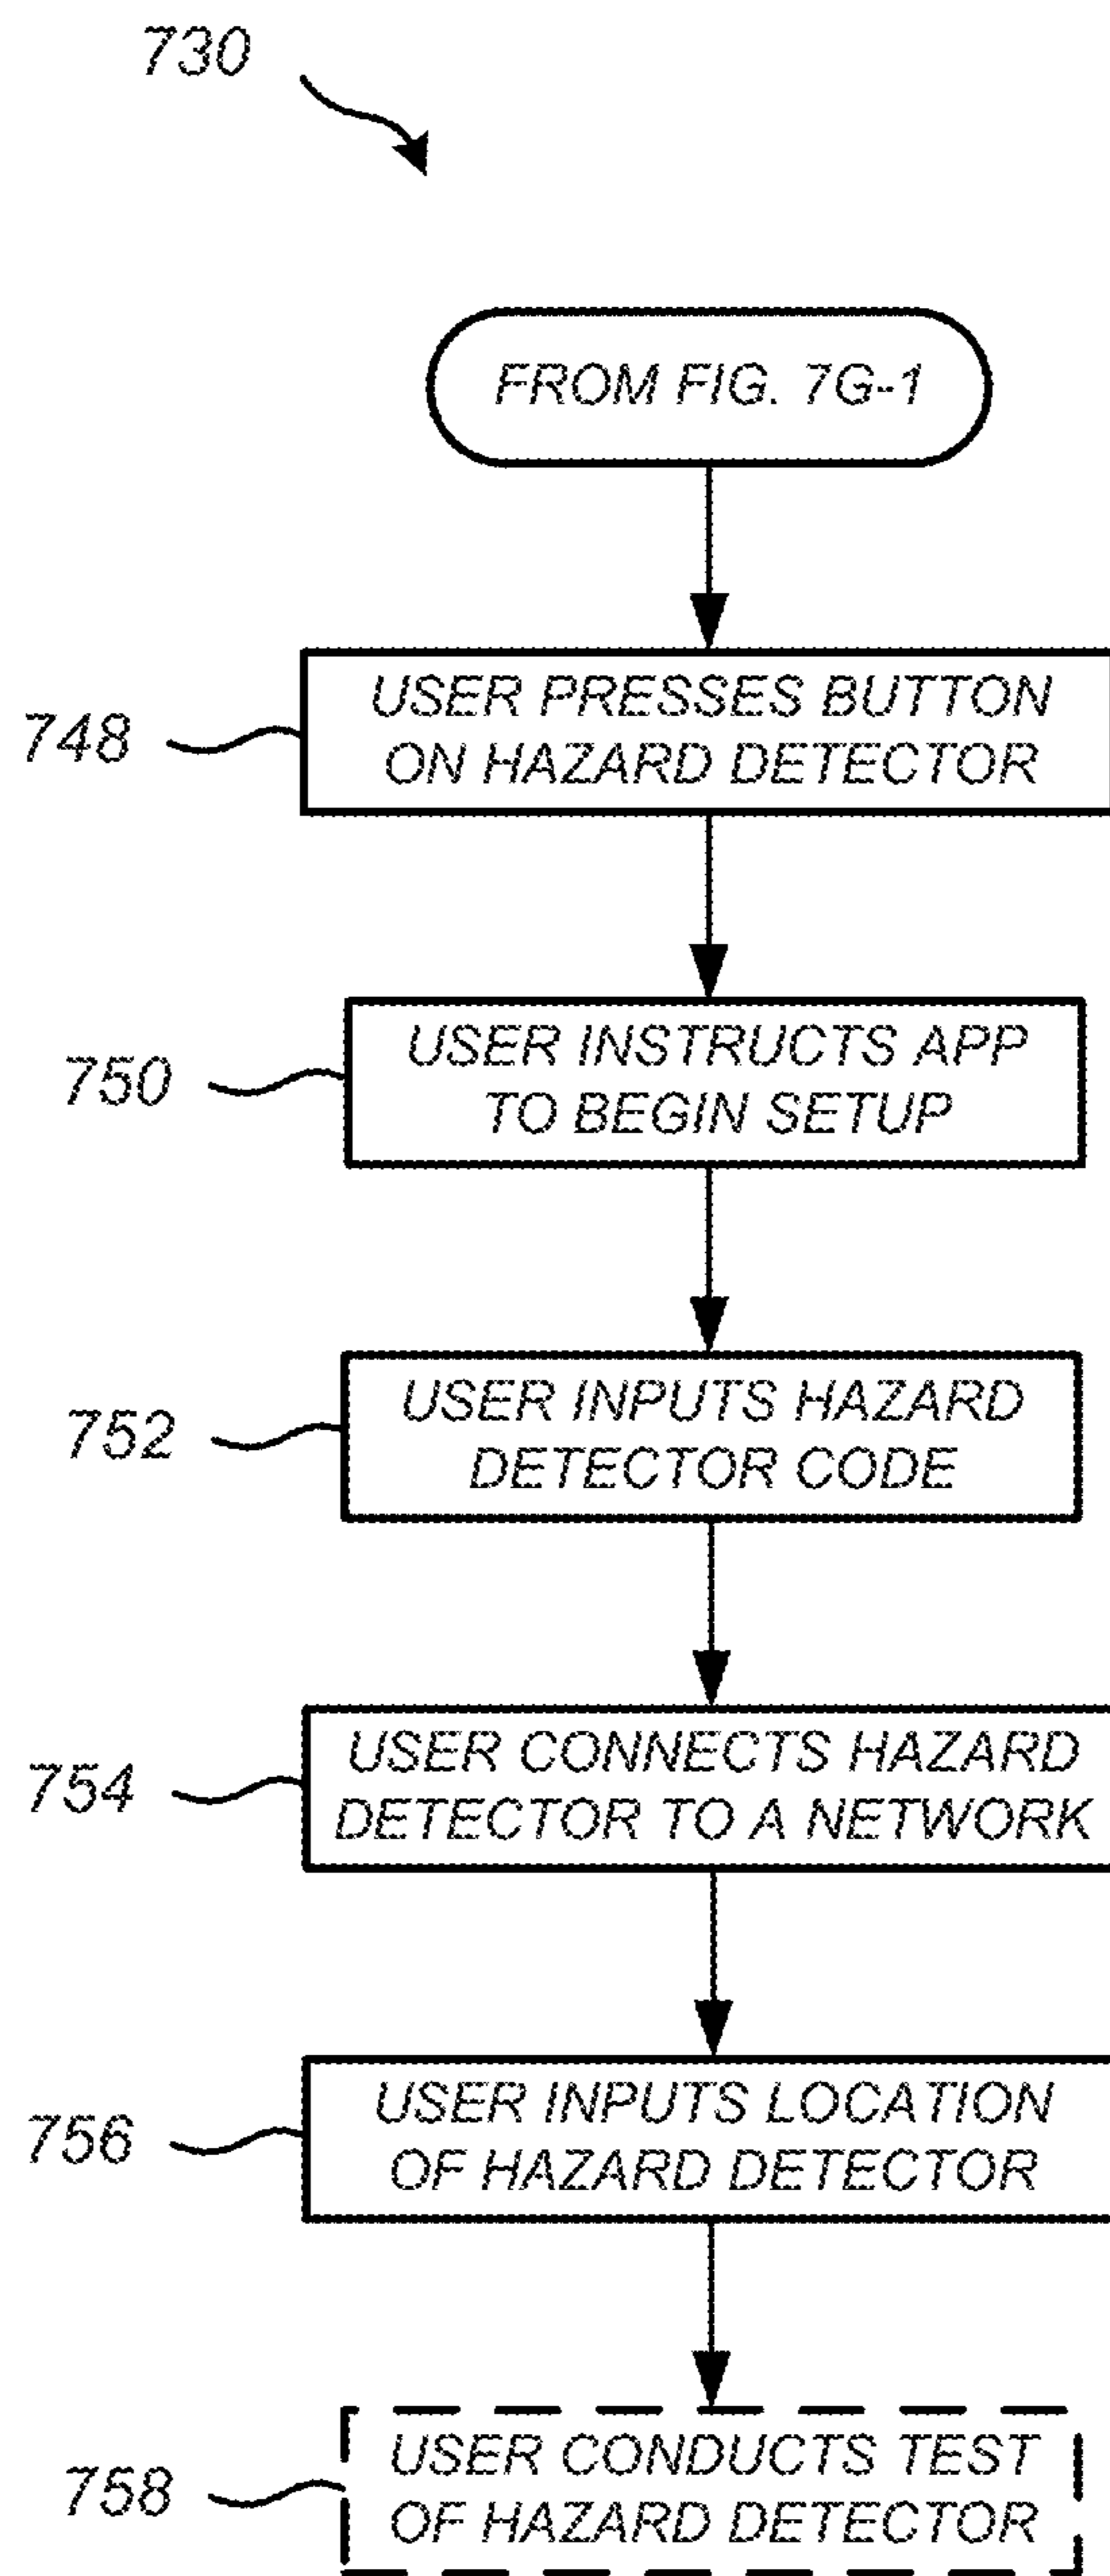 730
FROM FIG. 7G-1
748
USER PRESSES BUTTON
ON HAZARD DETECTOR
750
USER INSTRUCTS APP
TO BEGIN SETUP
752
USER INPUTS HAZARD
DETECTOR CODE
754
USER CONNECTS HAZARD
DETECTOR TO A NETWORK
756
USER INPUTS LOCATION
OF HAZARD DETECTOR
758
USER CONDUCTS TEST
OF HAZARD DETECTOR